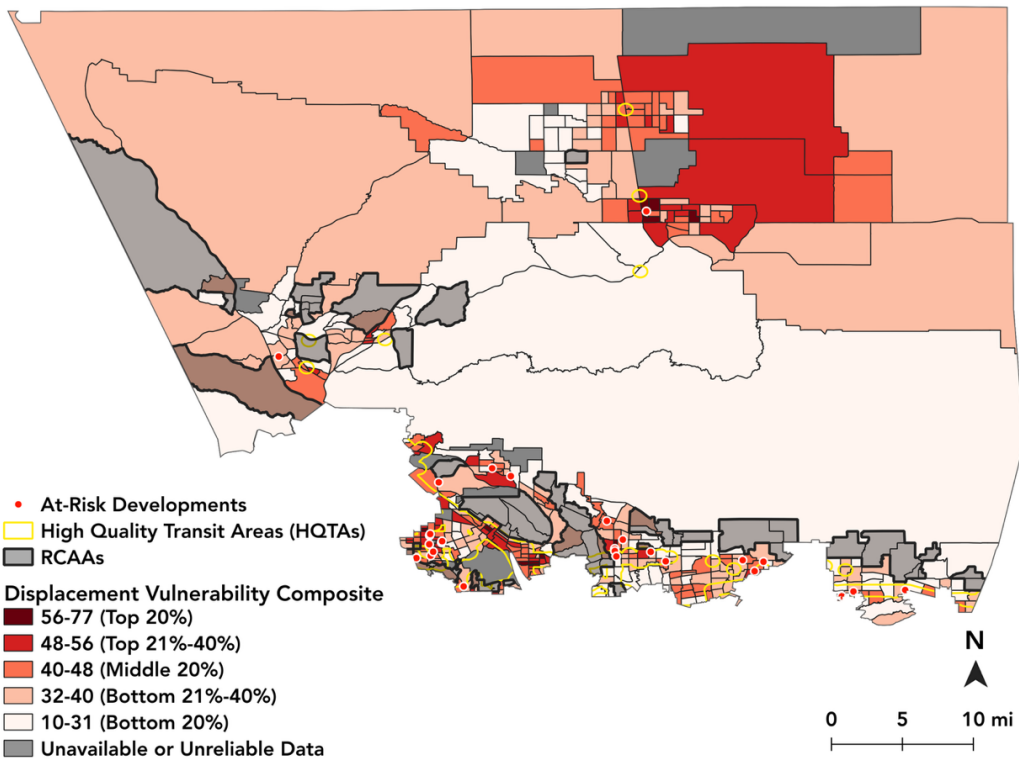 At-Risk Developments
High Quality Transit Areas (HQTAs)
RCAAs
Displacement Vulnerability Composite
56-77 (Top 20%)
48-56 (Top 21%-40%)
40-48 (Middle 20%)
32-40 (Bottom 21%-40%)
10-31 (Bottom 20%)
Unavailable or Unreliable Data
N
0 5 10 mi